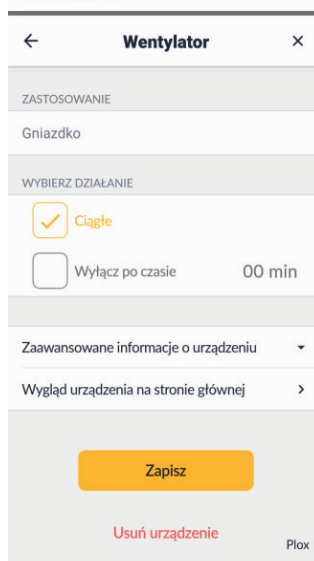 Wentylator
ZASTOSOWANIE
Gniazdko
WYBIERZ DZIAŁANIE
Ciągłe
Wyłącz po czasie 00 min
Zaawansowane informacje o urządzeniu
Wygląd urządzenia na stronie głównej
Zapisz
Usuń urządzenie
Plox